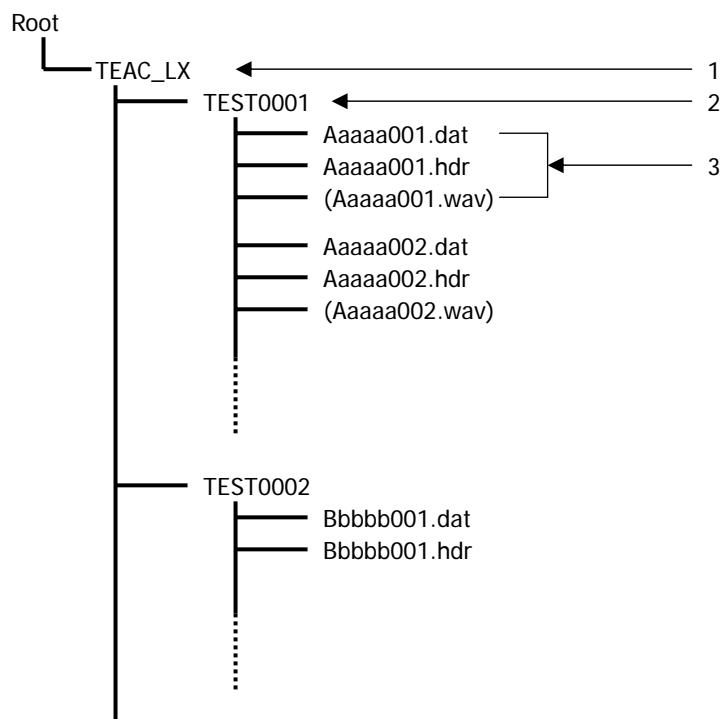 Root
TEAC_LX 1
TEST0001 2
Aaaaa001.dat
Aaaaa001.hdr 3
(Aaaaa001.wav)
Aaaaa002.dat
Aaaaa002.hdr
(Aaaaa002.wav)
TEST0002
Bbbbb001.dat
Bbbbb001.hdr